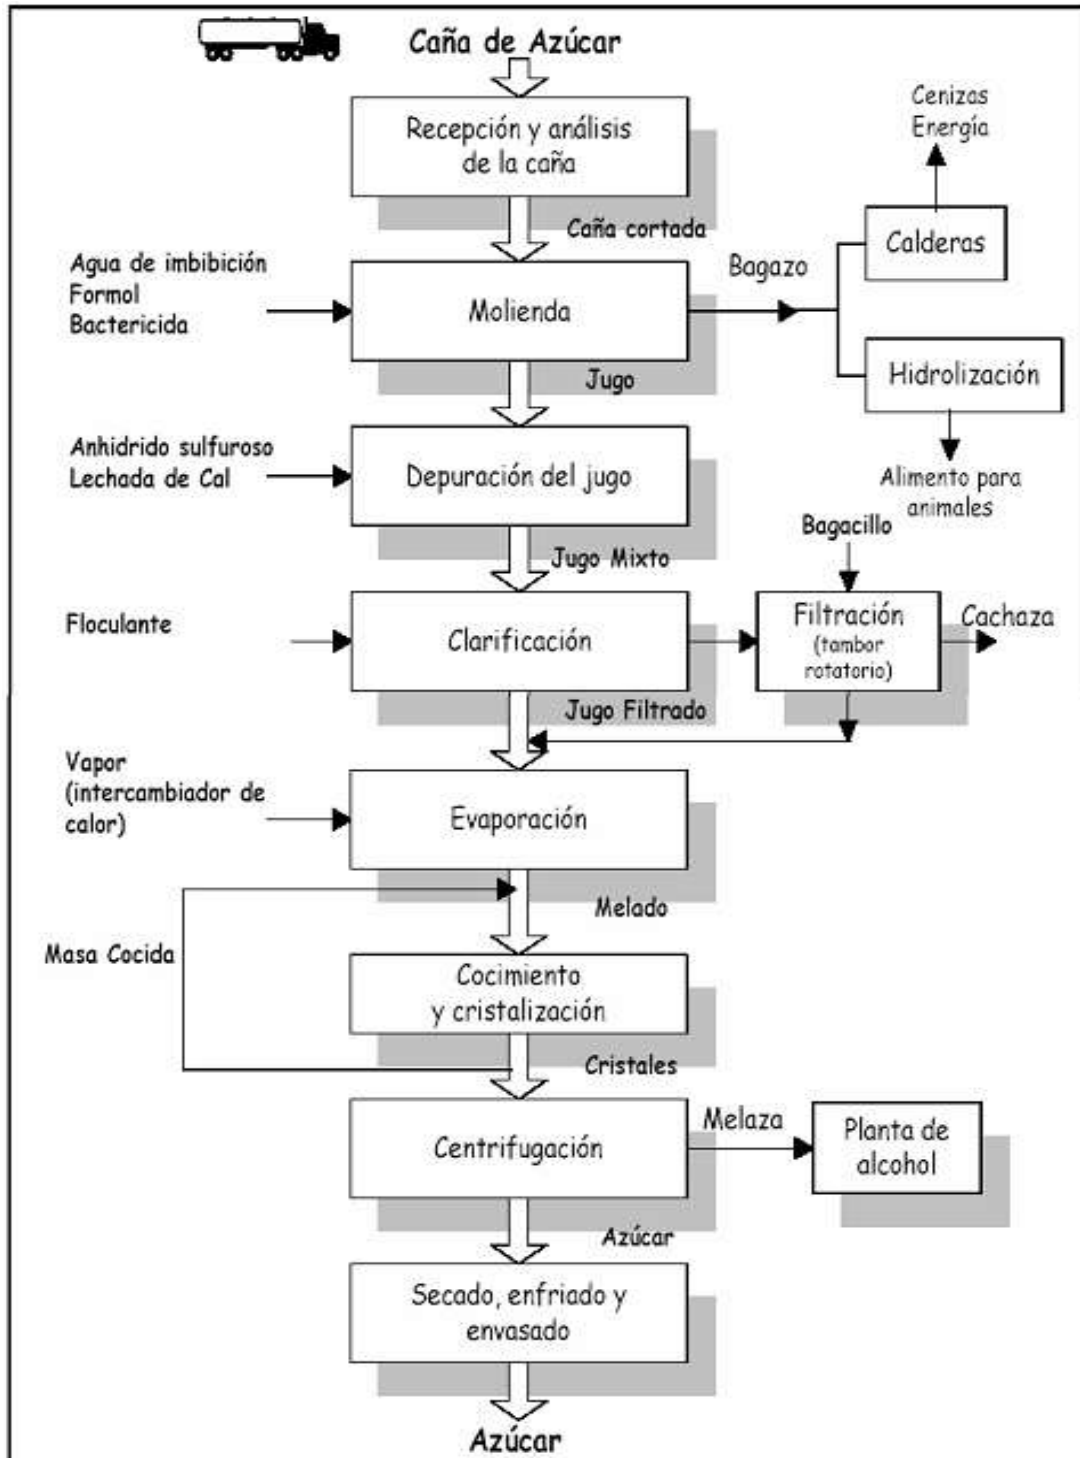 Caña de Azúcar
Recepción y análisis
de la caña
Caña cortada
Cenizas
Energía
Calderas
Agua de imbibición
Formol
Bactericida
Molienda
Bagazo
Hidrolización
Alimento para
animales
Jugo
Anhidrido sulfuroso
Lechada de Cal
Depuración del jugo
Jugo Mixto
Bagacillo
Floculante
Clarificación
Filtración
(tambor
rotatorio)
Cachaza
Jugo Filtrado
Vapor
(intercambiador de
calor)
Evaporación
Melado
Masa Cocida
Cocimiento
y cristalización
Cristales
Centrifugación
Melaza
Planta de
alcohol
Azúcar
Secado, enfriado y
envasado
Azúcar